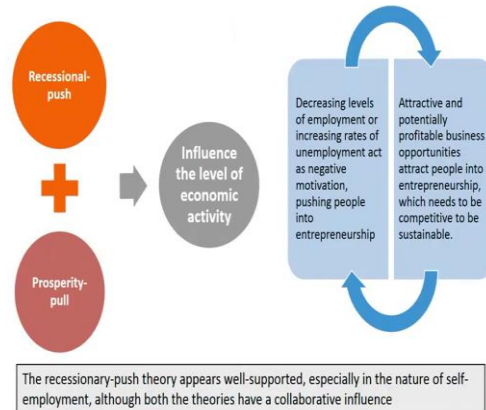 Recessional-
push
Prosperity-
pull
Influence
the level of
economic
activity
Decreasing levels
of employment or
increasing rates of
unemployment act
as negative
motivation,
pushing people
into
entrepreneurship
Attractive and
potentially
profitable business
opportunities
attract people into
entrepreneurship,
which needs to be
competitive to be
sustainable.
The recessionary-push theory appears well-supported, especially in the nature of self-
employment, although both the theories have a collaborative influence